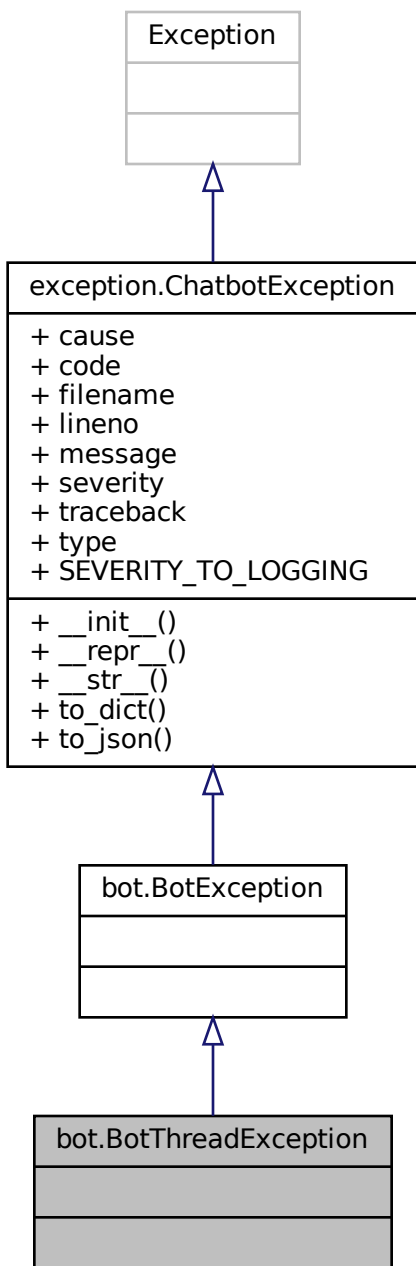 Exception
exception.ChatbotException
+ cause
+ code
+ filename
+ lineno
+ message
+ severity
+ traceback
+ type
+ SEVERITY_TO_LOGGING
+ __init__()
+ __repr__()
+ __str__()
+ to_dict()
+ to_json()
bot.BotException
bot.BotThreadException